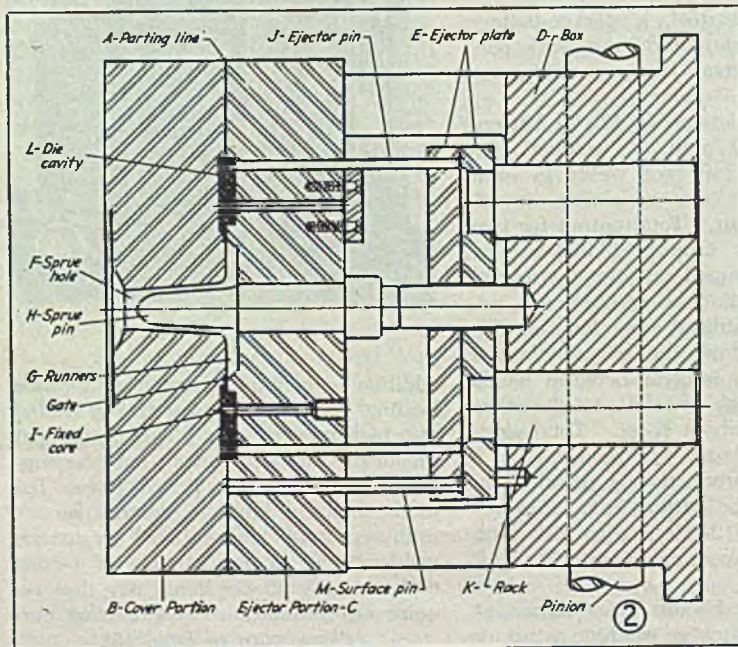 A-Parting line
J-Ejector pin
E-Ejector plate
D-r Box
L-Die
cavity
F-Sprue
hole
H-Sprue
pin
G-Runners
Gate
I-Fixed
core
B-Cover Portion
Ejector Portion-C
M-Surface pin
K-Rack
Pinion
2